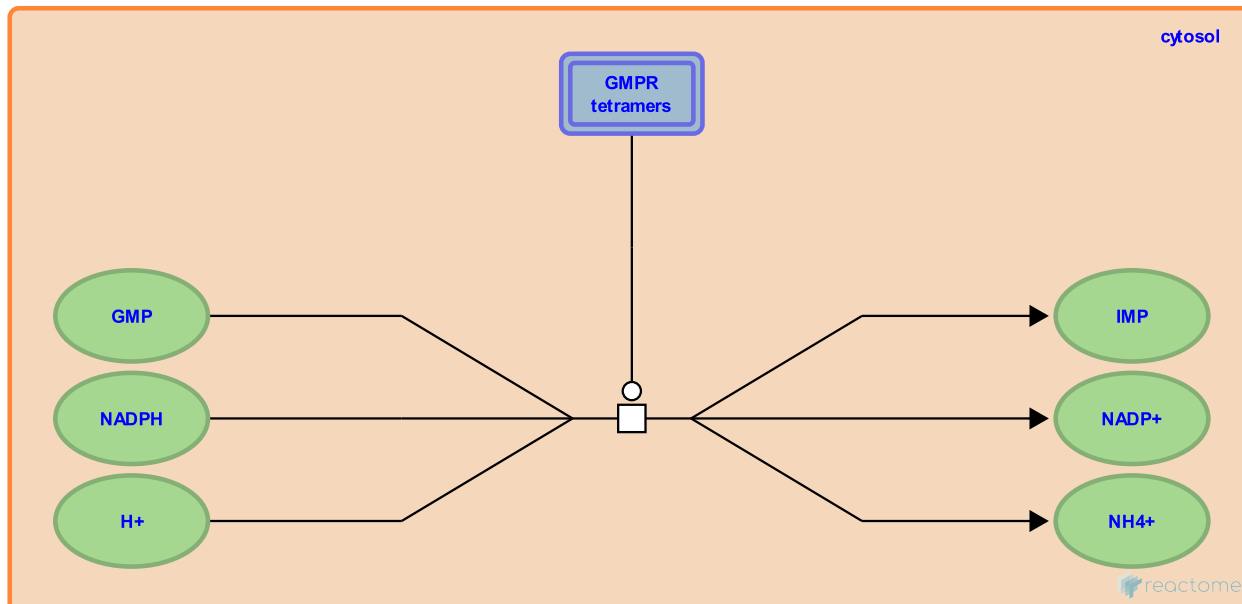 cytosol
GMPR
tetramers
GMP
IMP
NADPH
NADP+
H+
NH4+
reactome